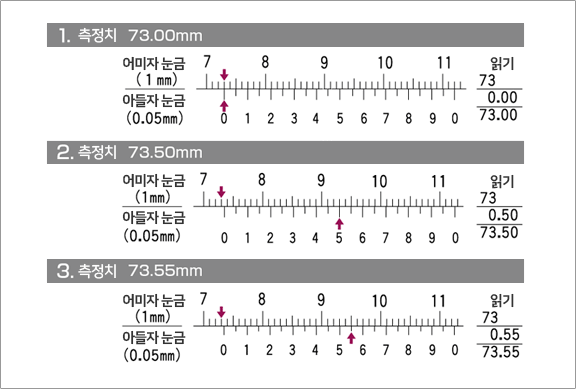 1. 측정치 73.00mm
7 8 9 10 11
어미자 눈금 읽기
(1㎜) 73
아들자 눈금 0.00
(0.05㎜) 0 1 2 3 4 5 6 7 8 9 0 73.00
2. 측정치 73.50mm
7 8 9 10 11
어미자 눈금 읽기
(1mm) 73
아들자 눈금 0.50
(0.05mm) 0 1 2 3 4 5 6 7 8 9 0 73.50
3. 측정치 73.55mm
7 8 9 10 11
어미자 눈금 읽기
(1mm) 73
아들자 눈금 0.55
(0.05mm) 0 1 2 3 4 5 6 7 8 9 0 73.55